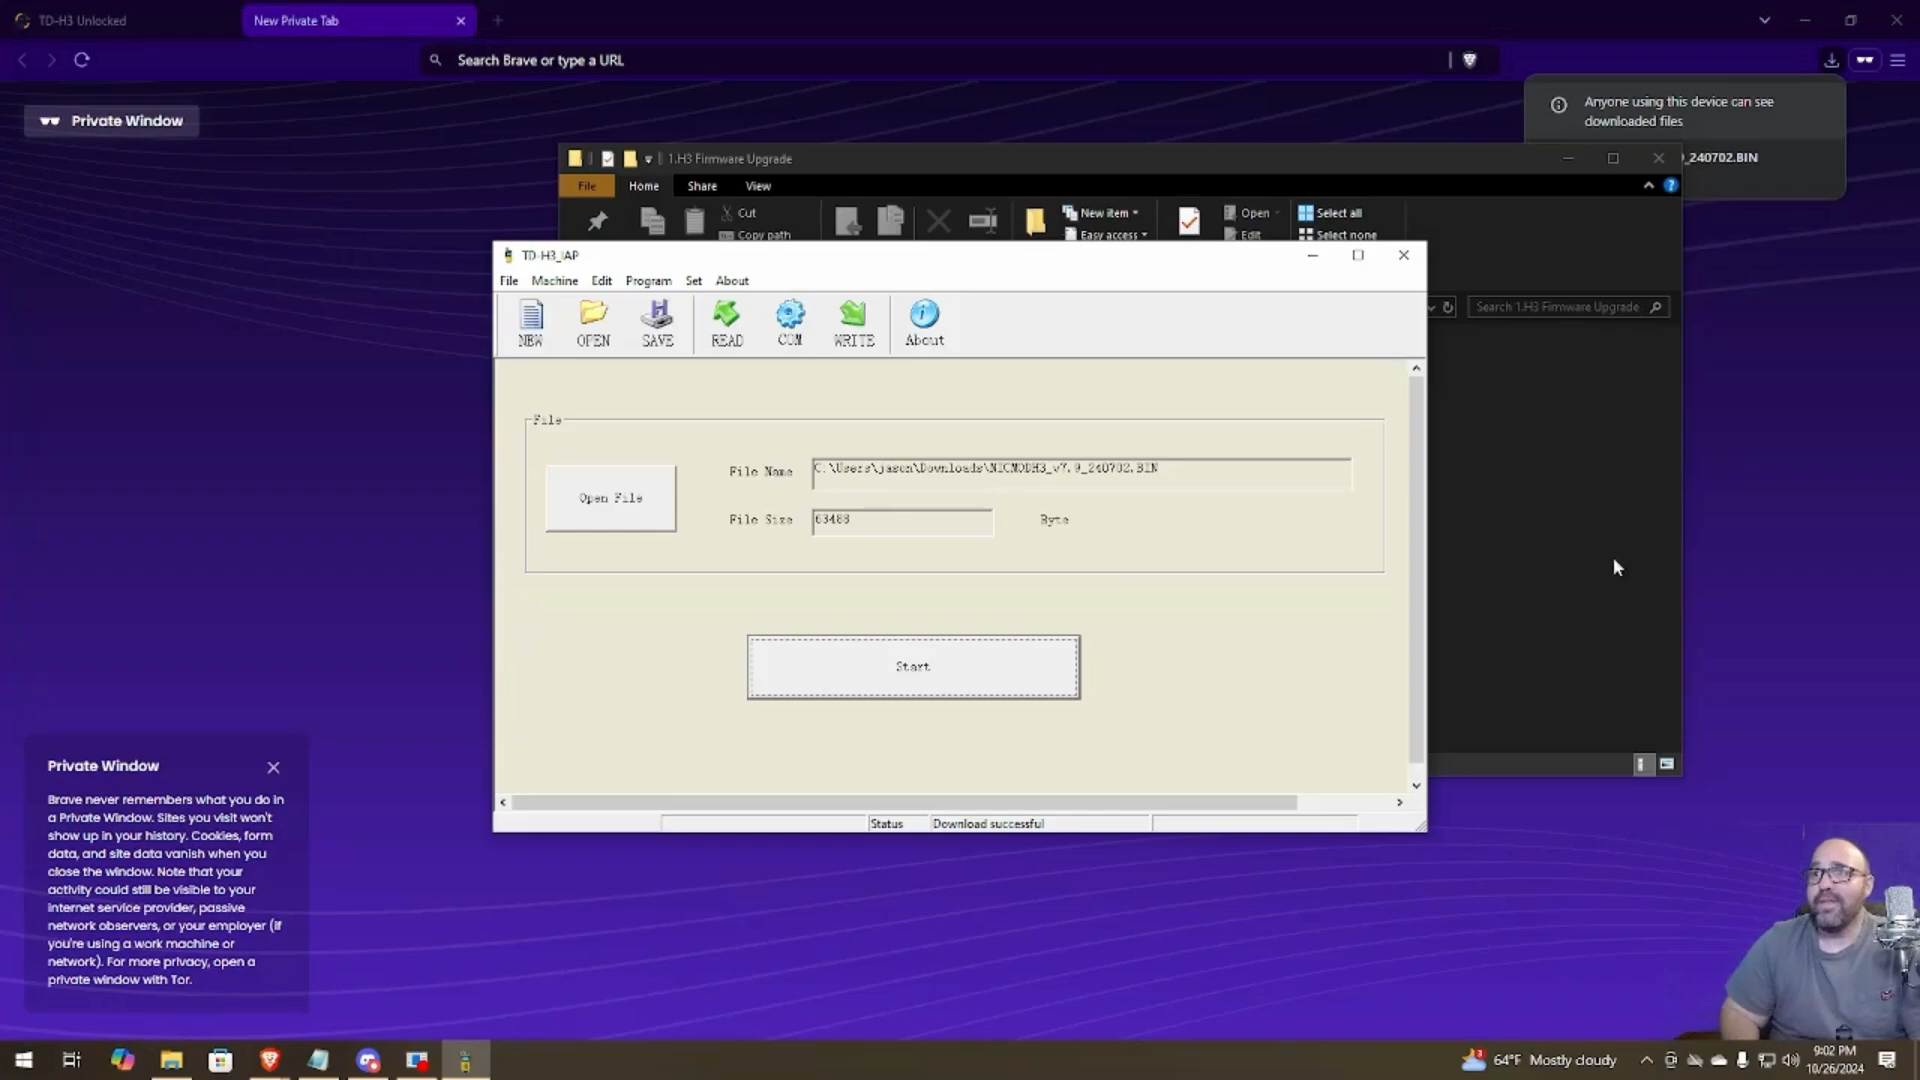 TD-H3 Unlocked
New Private Tab
Search Brave or type a URL
Private Window
Anyone using this device can see
downloaded files
_240702.BIN
1.H3 Firmware Upgrade
File Home Share View
Cut
Copy path
New item
Easy access
Open
Edit
Select all
Select none
Search 1.H3 Firmware Upgrade
TD-H3_IAP
File Machine Edit Program Set About
NEW OPEN SAVE READ COM WRITE About
File
Open File
File Name C:\Users\jason\Downloads\NICMODH3_v7.9_240702.BIN
File Size 63488 Byte
Start
Status Download successful
Private Window
Brave never remembers what you do in
a Private Window. Sites you visit won't
show up in your history. Cookies, form
data, and site data vanish when you
close the window. Note that your
activity could still be visible to your
internet service provider, passive
network observers, or your employer (if
you're using a work machine or
network). For more privacy, open a
private window with Tor.
64°F Mostly cloudy
9:02 PM
10/26/2024